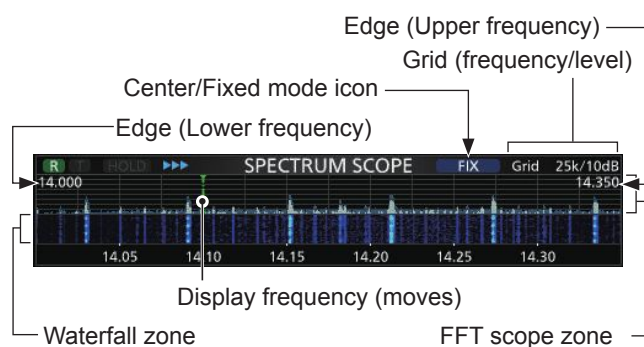 Edge (Upper frequency)
Grid (frequency/level)
Center/Fixed mode icon
Edge (Lower frequency)
R T HOLD SPECTRUM SCOPE FIX Grid 25k/10dB
14.000 14.350
14.05 14.10 14.15 14.20 14.25 14.30
Display frequency (moves)
Waterfall zone FFT scope zone